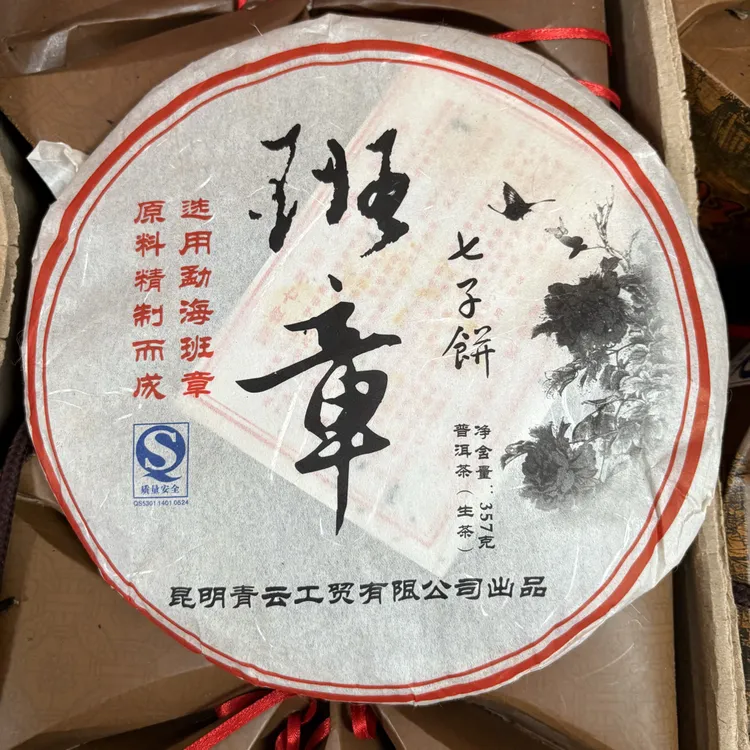 班章
七子餅
选用勐海班章
原料精制而成
净含量：357克
普洱茶（生茶）
质量安全
QS5301 1401 0524
昆明青云工贸有限公司出品